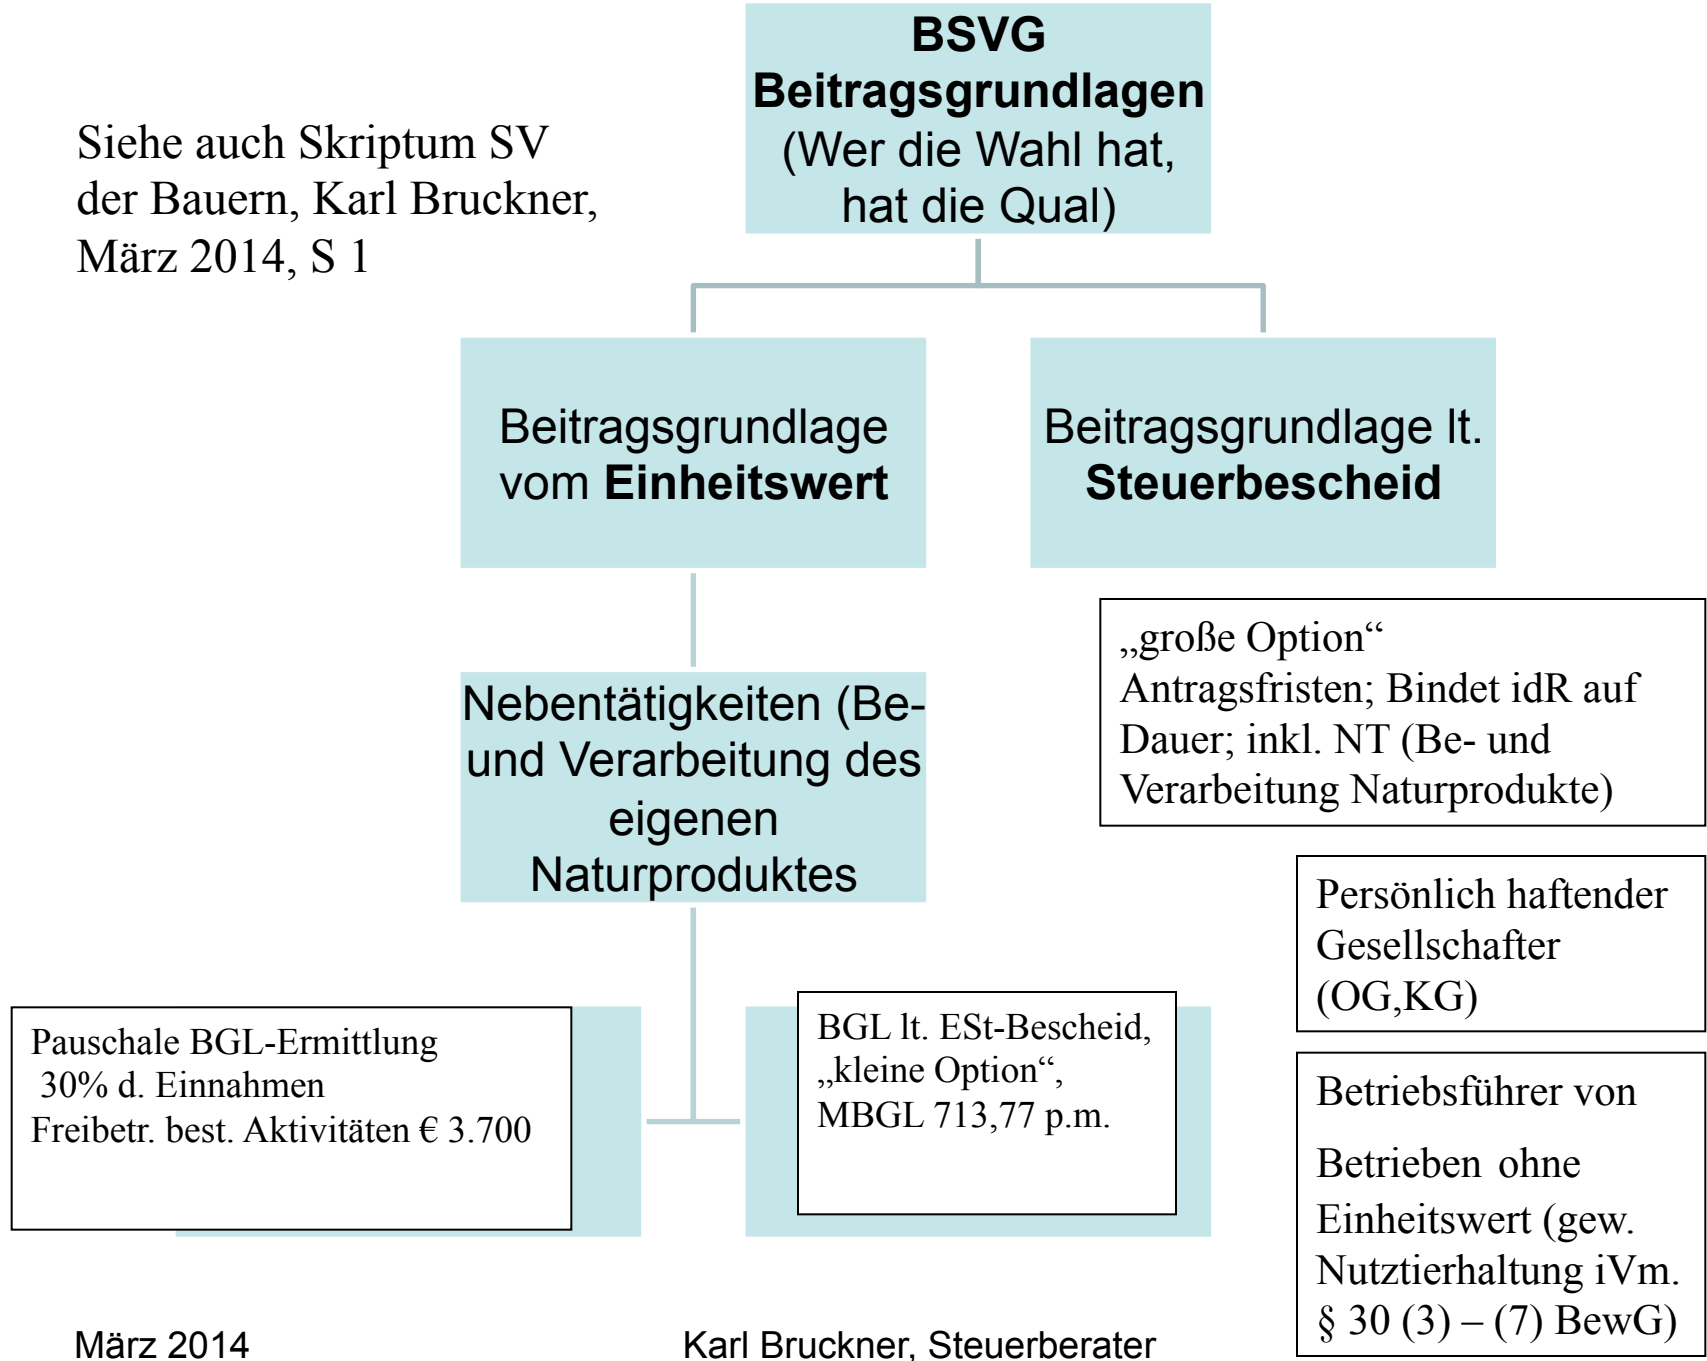 BSVG
Beitragsgrundlagen
(Wer die Wahl hat,
hat die Qual)
Siehe auch Skriptum SV
der Bauern, Karl Bruckner,
März 2014, S 1
Beitragsgrundlage
vom Einheitswert
Beitragsgrundlage lt.
Steuerbescheid
„große Option“
Antragsfristen; Bindet idR auf
Dauer; inkl. NT (Be- und
Verarbeitung Naturprodukte)
Nebentätigkeiten (Be-
und Verarbeitung des
eigenen
Naturproduktes
Persönlich haftender
Gesellschafter
(OG,KG)
Pauschale BGL-Ermittlung
30% d. Einnahmen
Freibetr. best. Aktivitäten € 3.700
BGL lt. ESt-Bescheid,
„kleine Option“,
MBGL 713,77 p.m.
Betriebsführer von
Betrieben ohne
Einheitswert (gew.
Nutztierhaltung iVm.
§ 30 (3) – (7) BewG)
März 2014
Karl Bruckner, Steuerberater